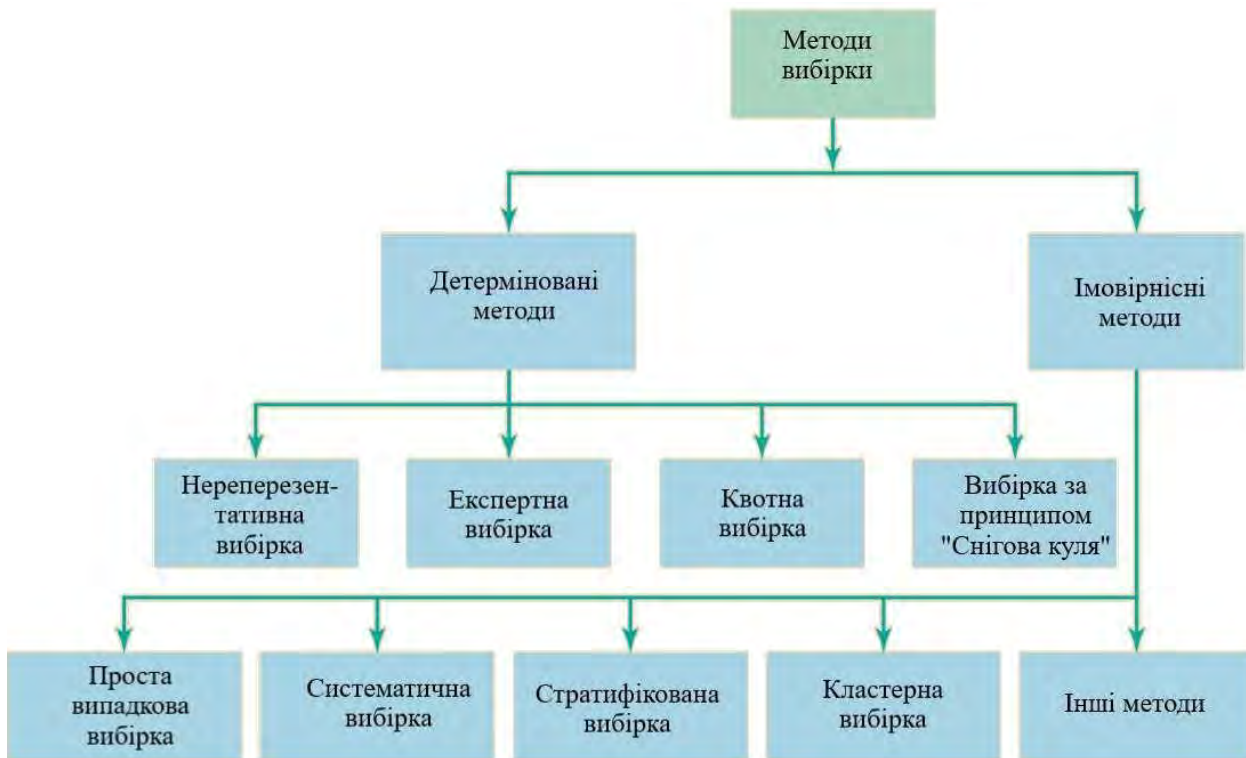 Методи
вибірки
Детерміновані
методи
Імовірнісні
методи
Нереперезен-
тативна
вибірка
Експертна
вибірка
Квотна
вибірка
Вибірка за
принципом
"Снігова куля"
Проста
випадкова
вибірка
Систематична
вибірка
Стратифікована
вибірка
Кластерна
вибірка
Інші методи